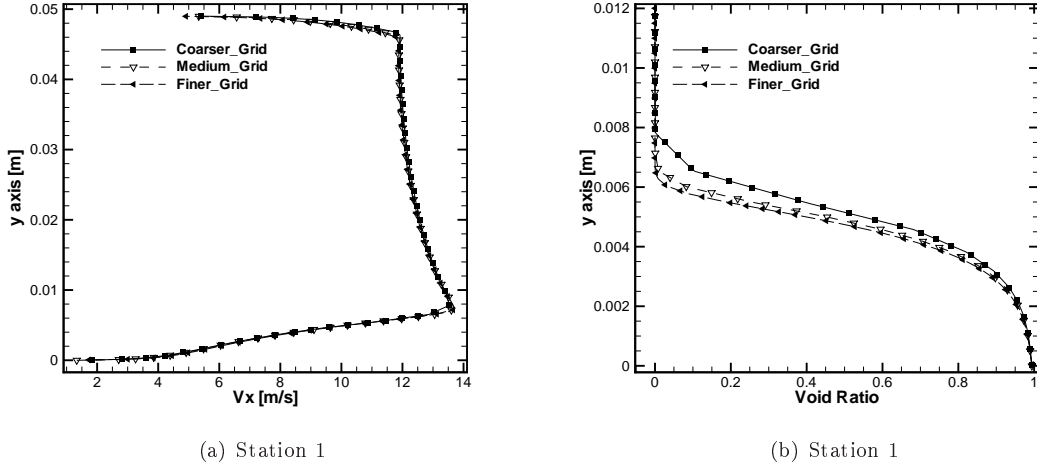 0.05
0.04
0.03
0.02
0.01
0
y axis [m]
Coarser_Grid
Medium_Grid
Finer_Grid
2 4 6 8 10 12 14
Vx [m/s]
(a) Station 1
0.012
0.01
0.008
0.006
0.004
0.002
0
y axis [m]
Coarser_Grid
Medium_Grid
Finer_Grid
0 0.2 0.4 0.6 0.8 1
Void Ratio
(b) Station 1